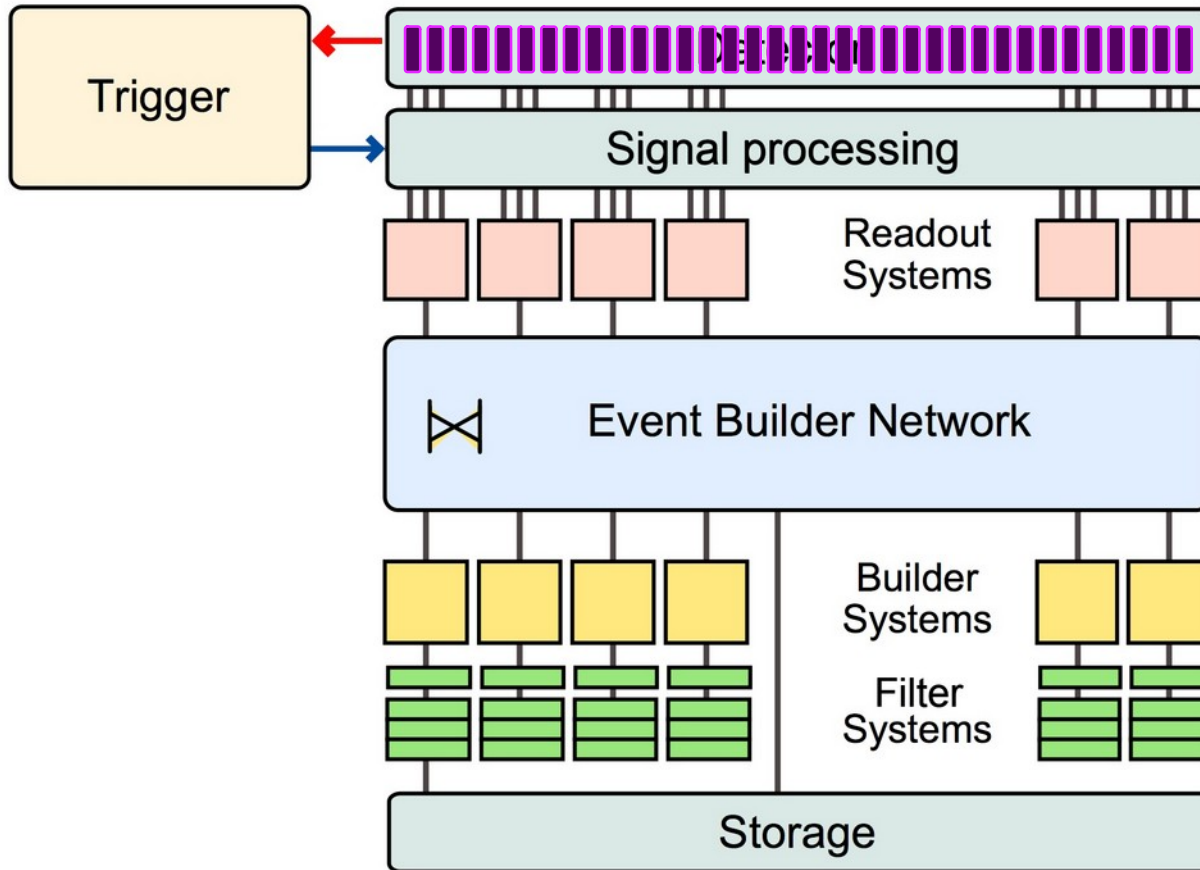 Trigger
Signal processing
Readout
Systems
Event Builder Network
Builder
Systems
Filter
Systems
Storage